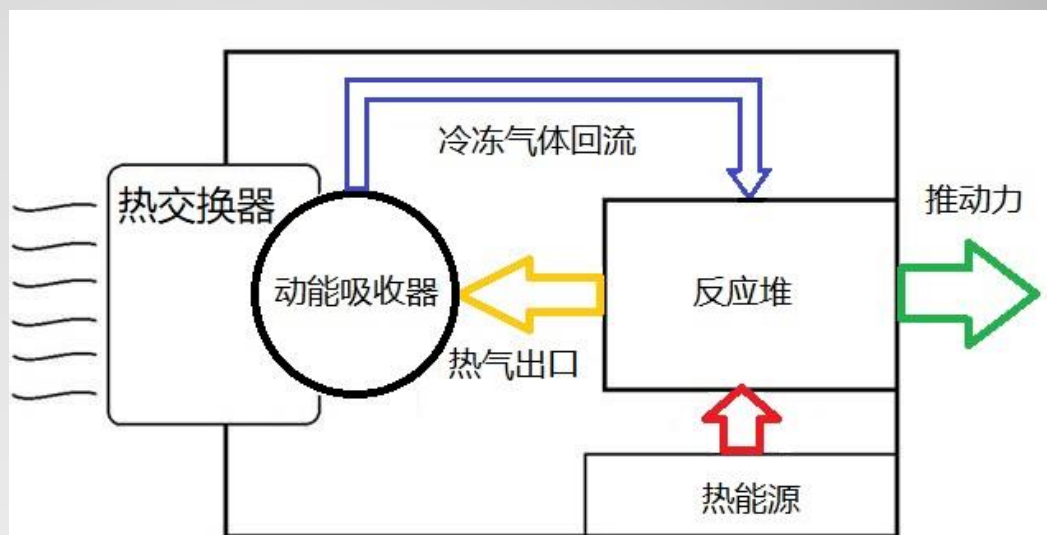 冷冻气体回流
热交换器
推动力
动能吸收器
反应堆
热气出口
热能源